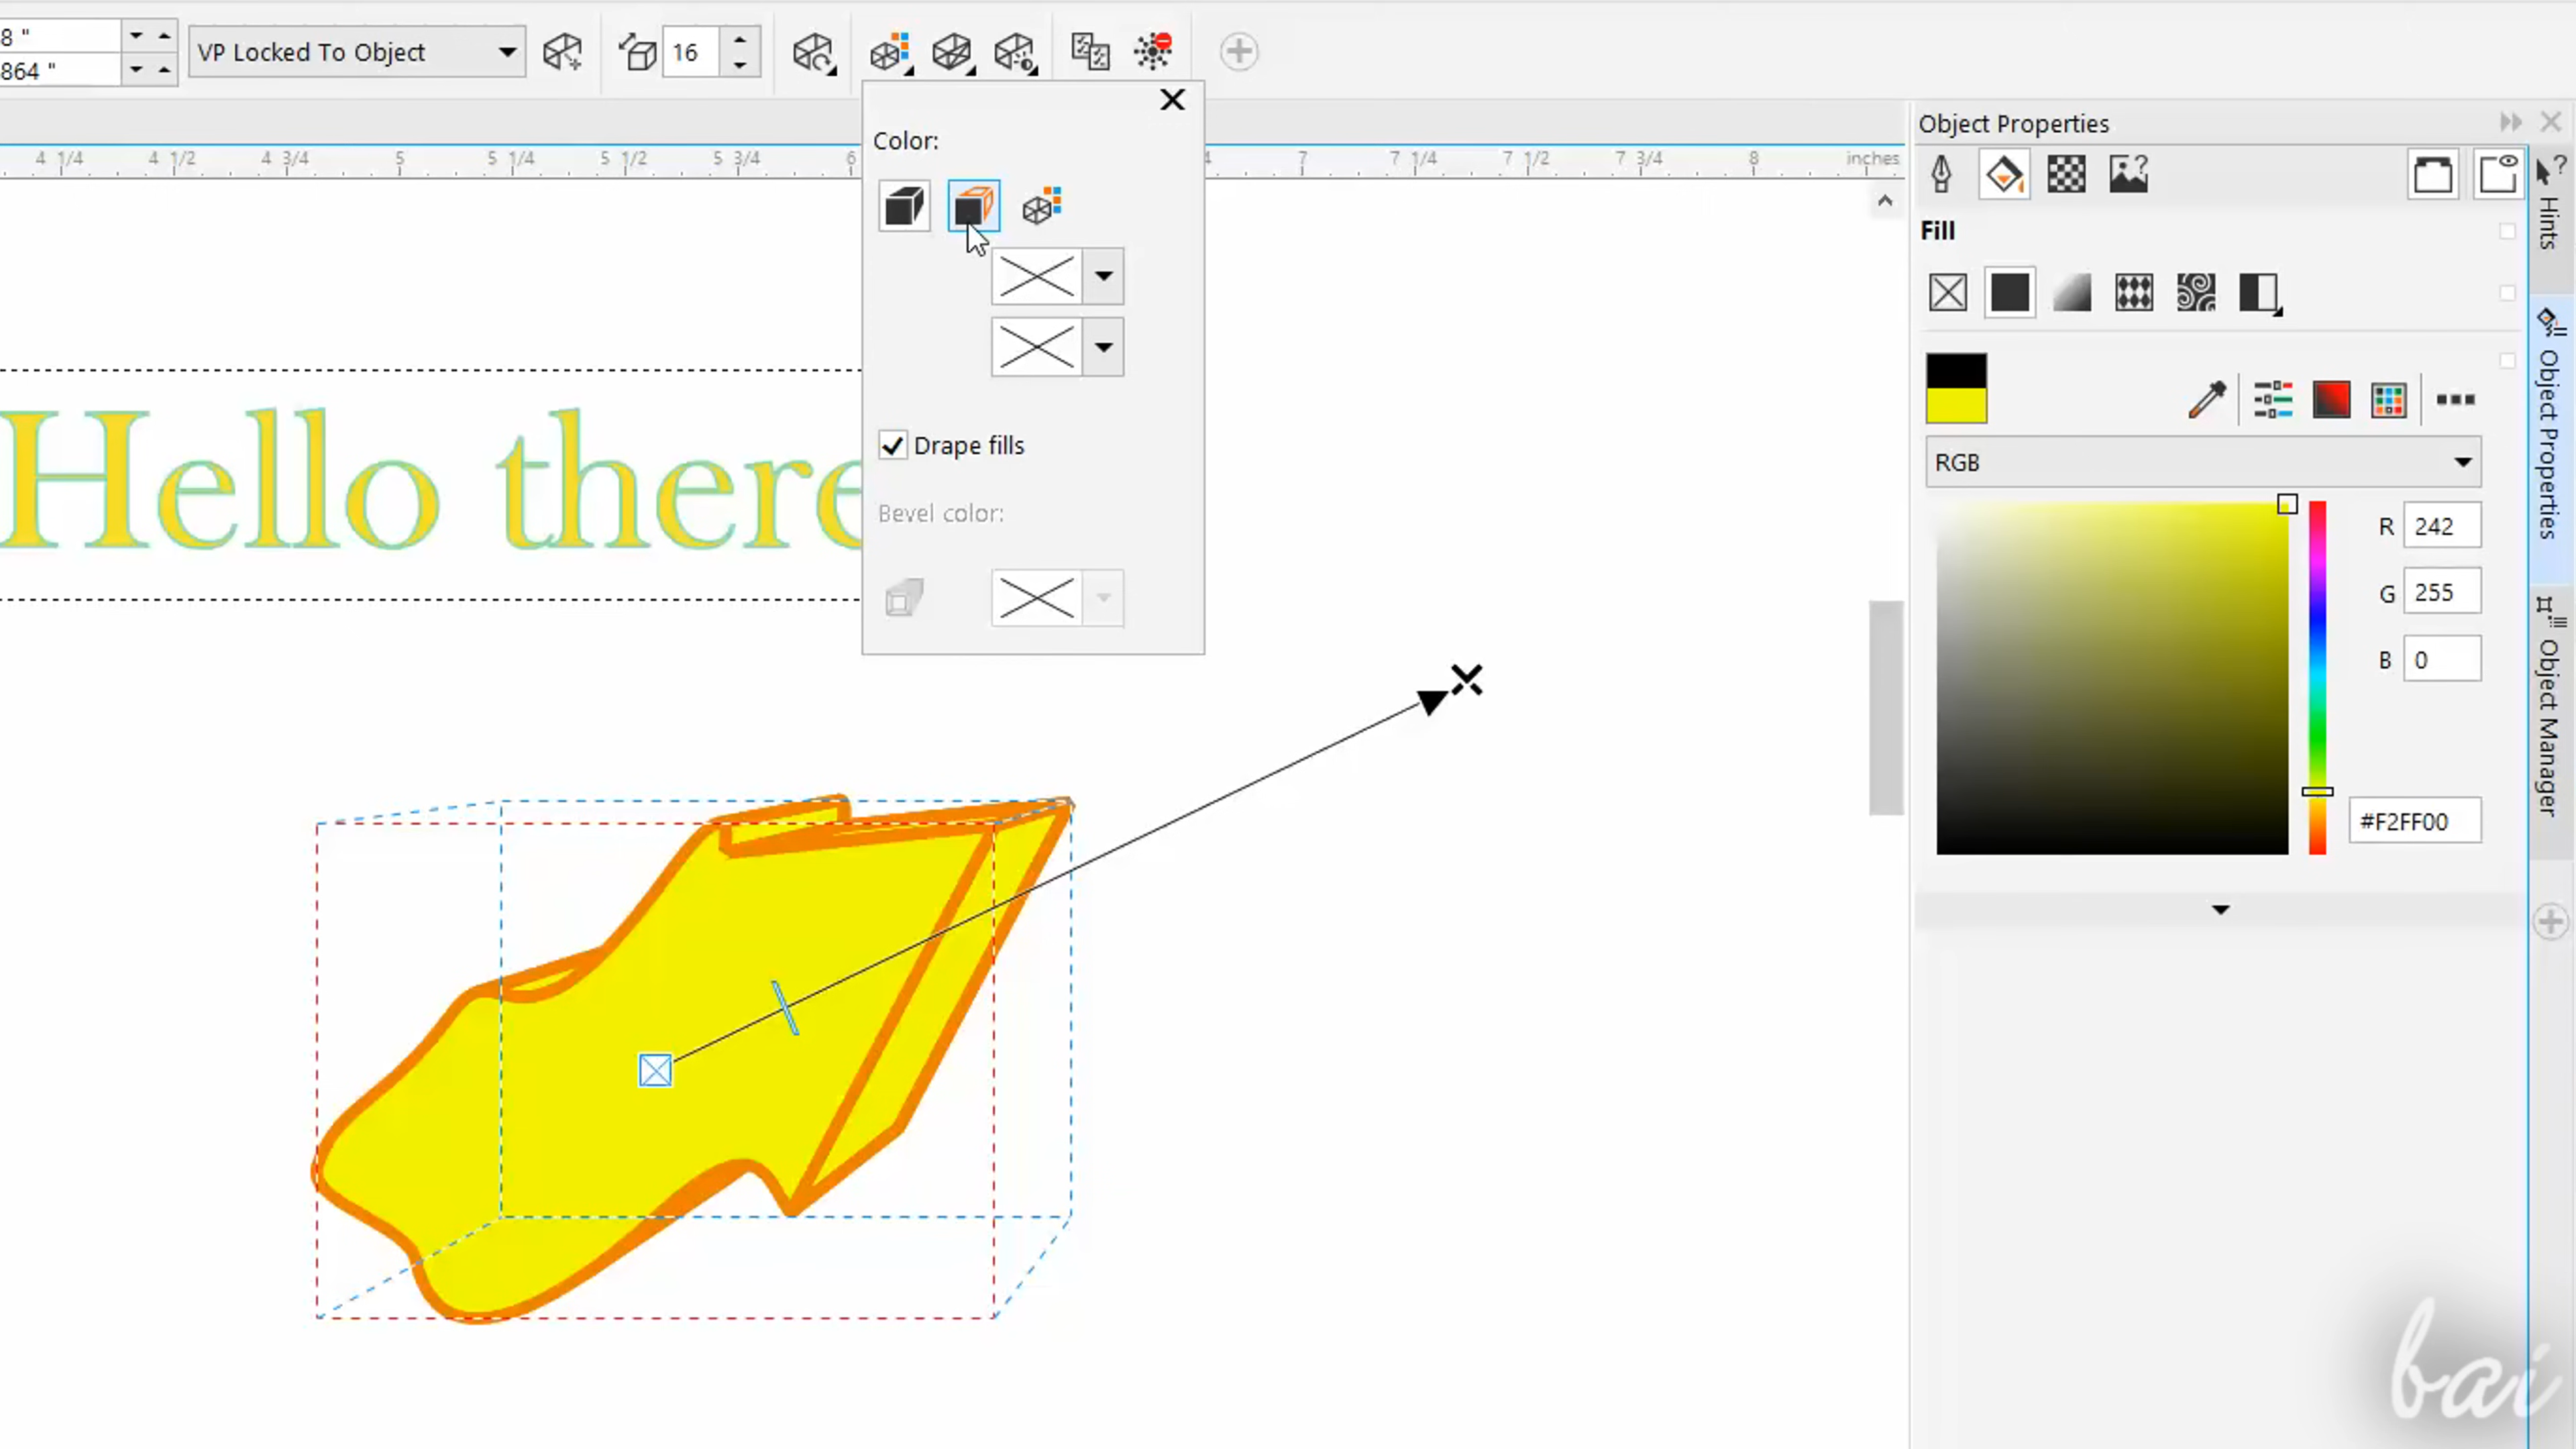 8 "
864 "
VP Locked To Object
16
Color:
Object Properties
4 1/4
4 1/2
4 3/4
5
5 1/4
5 1/2
5 3/4
6
7
7 1/4
7 1/2
7 3/4
8
inches
Hints
Fill
Hello there
Drape fills
Bevel color:
RGB
R 242
G 255
B 0
#F2FF00
Object Properties
Object Manager
bai